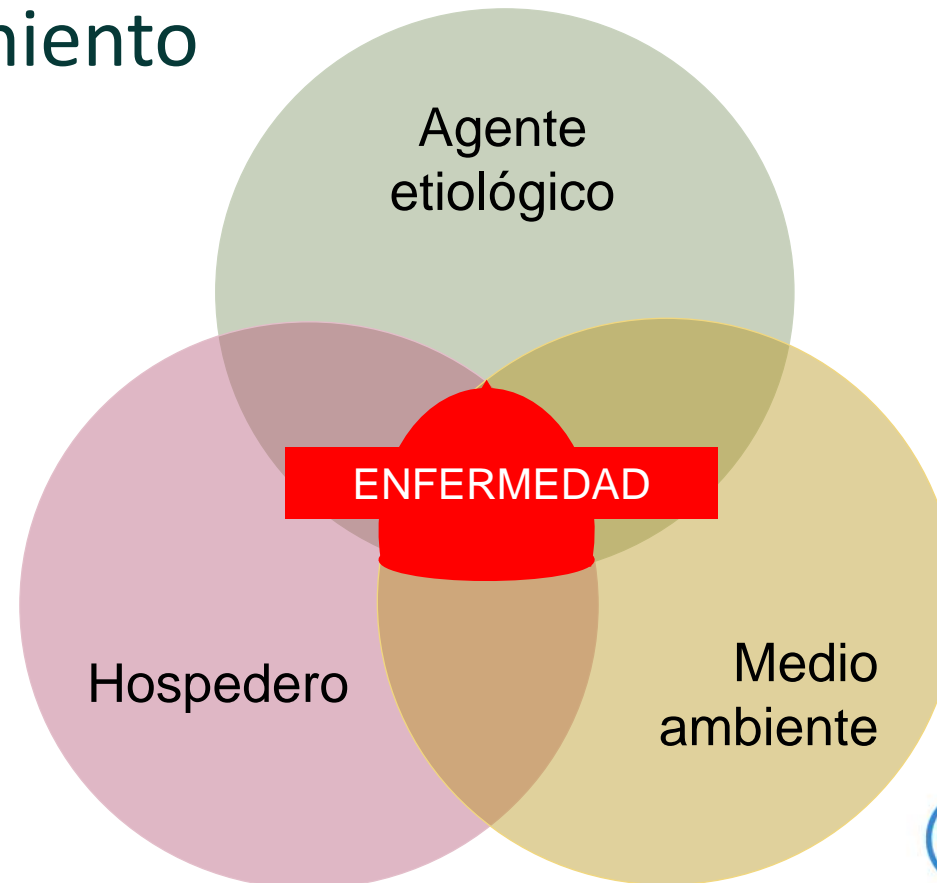 miento
Agente
etiológico
ENFERMEDAD
Hospedero
Medio
ambiente